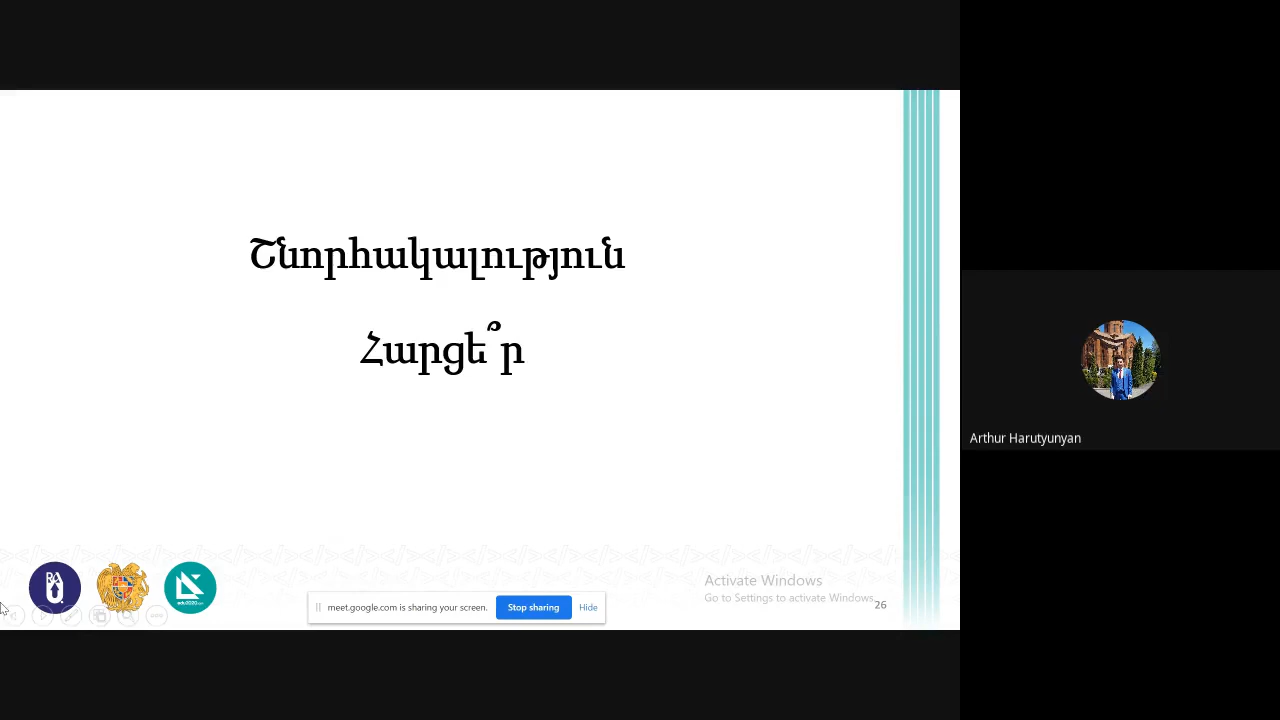 Շնորհակալություն
Հարցե՞ր
Arthur Harutyunyan
Activate Windows
Go to Settings to activate Windows.
26
meet.google.com is sharing your screen.
Stop sharing
Hide